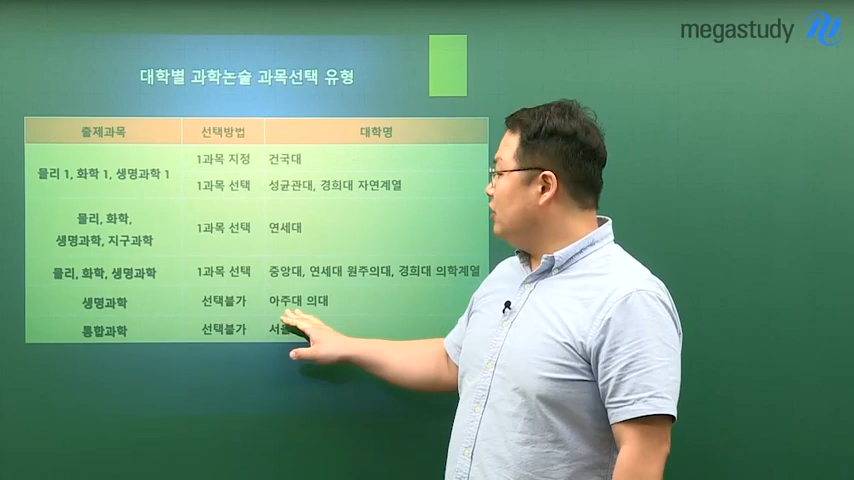 megastudy
대학별 과학논술 과목선택 유형
출제과목 선택방법 대학명
물리 1, 화학 1, 생명과학 1
1과목 지정 건국대
1과목 선택 성균관대, 경희대 자연계열
물리, 화학,
생명과학, 지구과학
1과목 선택 연세대
물리, 화학, 생명과학 1과목 선택 중앙대, 연세대 원주의대, 경희대 의학계열
생명과학 선택불가 아주대 의대
통합과학 선택불가